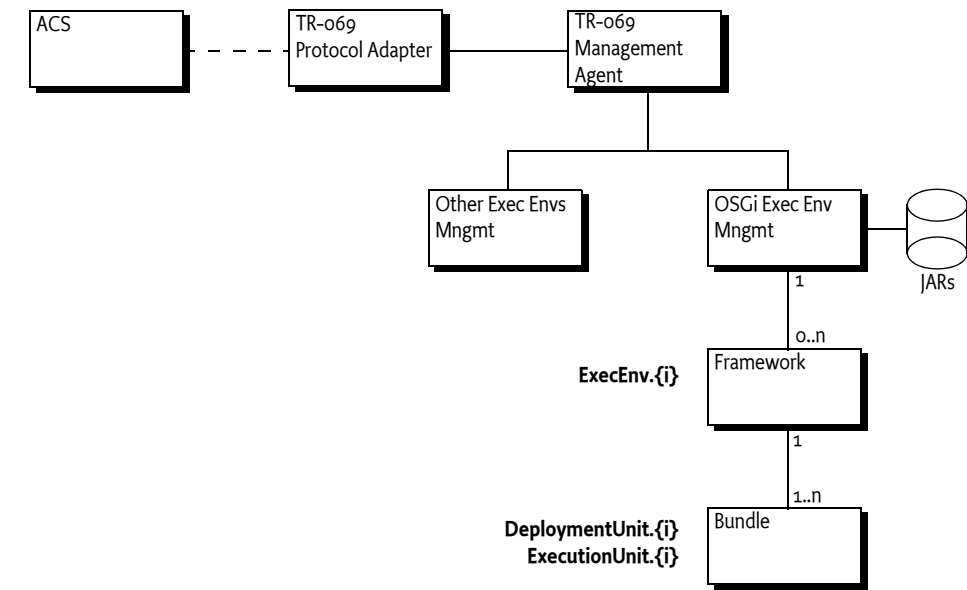 ACS
TR-069
Protocol Adapter
TR-069
Management
Agent
Other Exec Envs
Mngmt
OSGi Exec Env
Mngmt
JARs
1
0..n
ExecEnv.{i}
Framework
1
1..n
DeploymentUnit.{i}
ExecutionUnit.{i}
Bundle